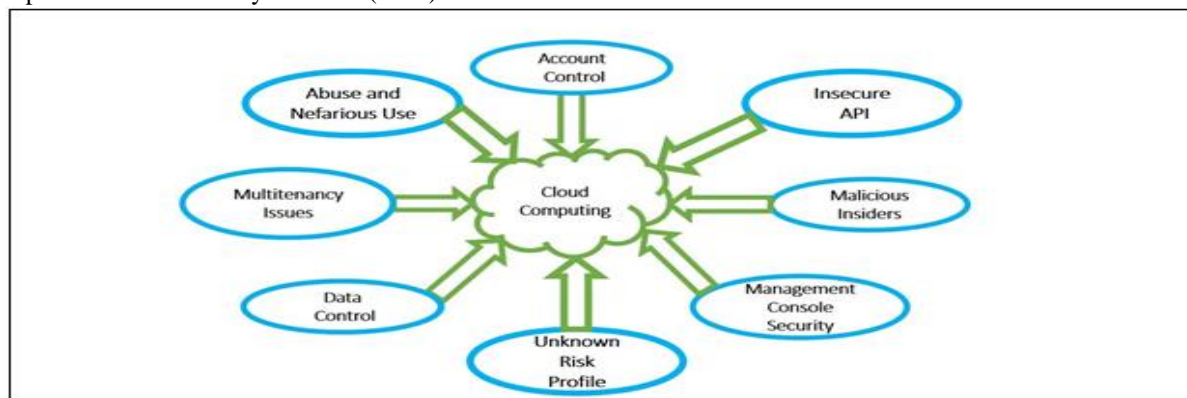 Account
Control
Abuse and
Nefarious Use
Insecure
API
Multitenancy
Issues
Cloud
Computing
Malicious
Insiders
Data
Control
Management
Console
Security
Unknown
Risk
Profile